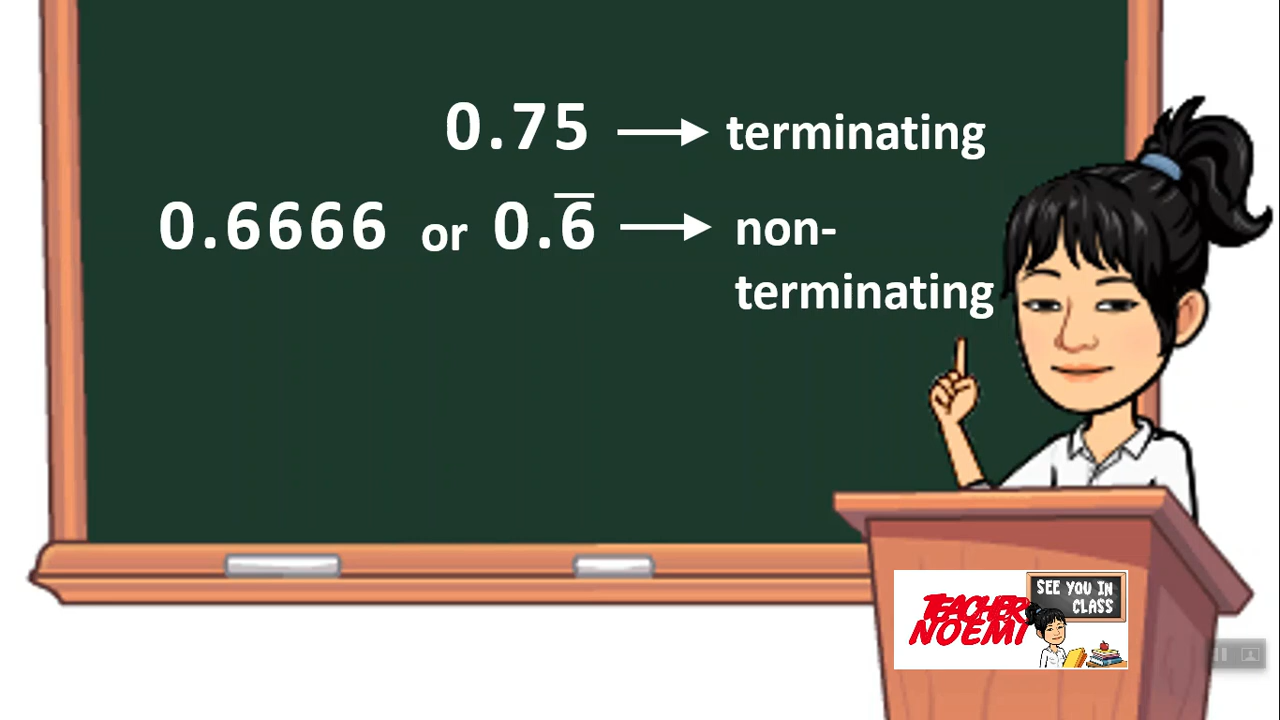 0.75 → terminating
0.6666 or 0.6̅ → non-
terminating
SEE YOU IN
CLASS
TEACHER
NOEMI